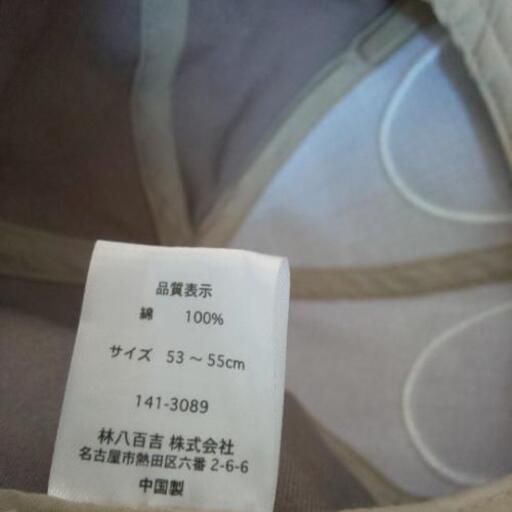 品質表示
綿 100%
サイズ 53～55cm
141-3089
林八百吉 株式会社
名古屋市熱田区六番 2-6-6
中国製